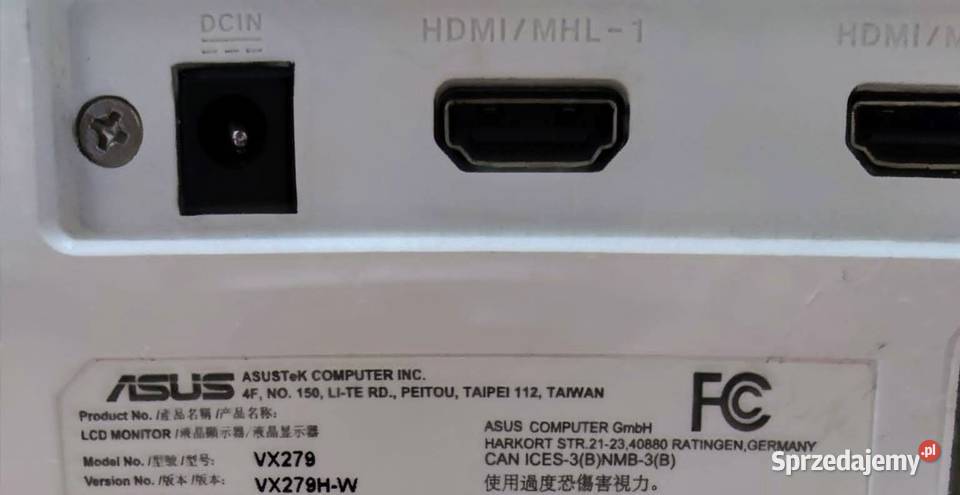 DCIN
HDMI/MHL-1
HDMI/M
ASUS ASUSTeK COMPUTER INC.
4F, NO. 150, LI-TE RD., PEITOU, TAIPEI 112, TAIWAN
FC
Product No. /產品名稱 /产品名称:
LCD MONITOR /液晶顯示器/液晶显示器
Model No. /型號/型号: VX279
Version No. /版本 /版本: VX279H-W
ASUS COMPUTER GmbH
HARKORT STR.21-23,40880 RATINGEN,GERMANY
CAN ICES-3(B)NMB-3(B)
使用過度恐傷害視力。
Sprzedajemy.pl